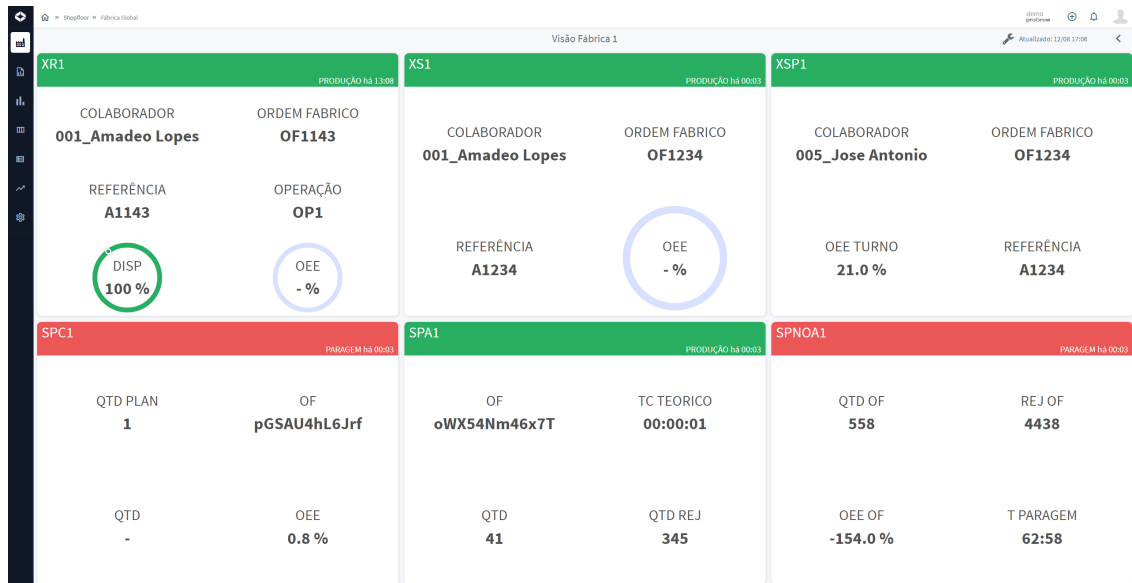 » Shopfloor » Fábrica Global
demo
proGrow
Visão Fábrica 1
Atualizado: 12/08 17:08
XR1
PRODUÇÃO há 13:08
COLABORADOR
001_Amadeo Lopes
ORDEM FABRICO
OF1143
REFERÊNCIA
A1143
OPERAÇÃO
OP1
DISP
100 %
OEE
- %
XS1
PRODUÇÃO há 00:03
COLABORADOR
001_Amadeo Lopes
ORDEM FABRICO
OF1234
REFERÊNCIA
A1234
OEE
- %
XSP1
PRODUÇÃO há 00:03
COLABORADOR
005_Jose Antonio
ORDEM FABRICO
OF1234
OEE TURNO
21.0 %
REFERÊNCIA
A1234
SPC1
PARAGEM há 00:03
QTD PLAN
1
OF
pGSAU4hL6Jrf
QTD
-
OEE
0.8 %
SPA1
PRODUÇÃO há 00:03
OF
oWX54Nm46x7T
TC TEORICO
00:00:01
QTD
41
QTD REJ
345
SPNOA1
PARAGEM há 00:03
QTD OF
558
REJ OF
4438
OEE OF
-154.0 %
T PARAGEM
62:58